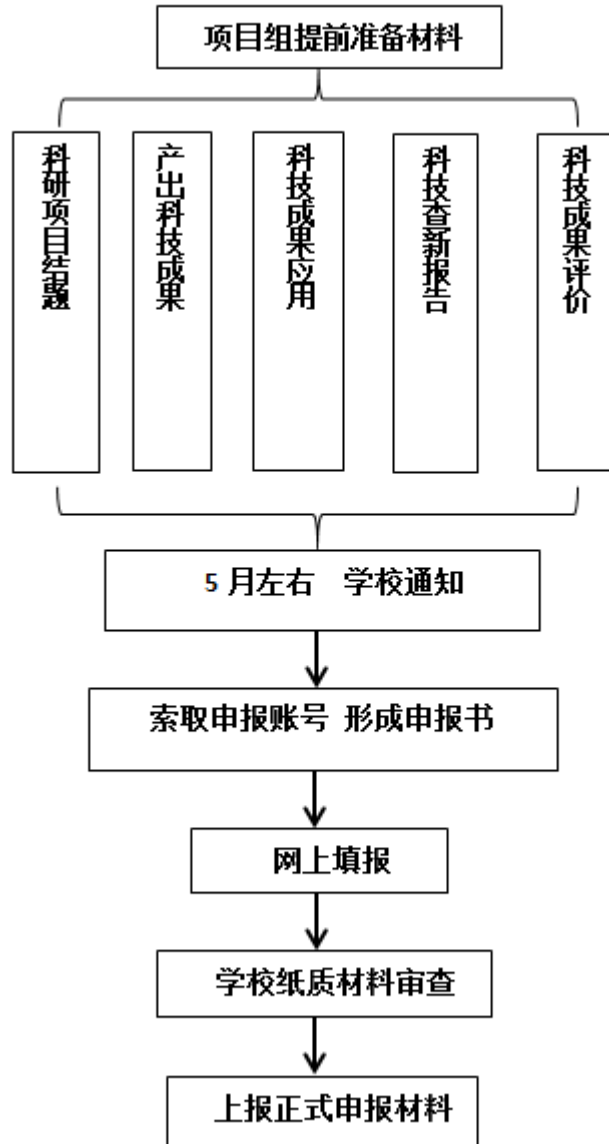 项目组提前准备材料
科研项目结题
产出科技成果
科技成果应用
科技查新报告
科技成果评价
5月左右 学校通知
索取申报账号 形成申报书
网上填报
学校纸质材料审查
上报正式申报材料